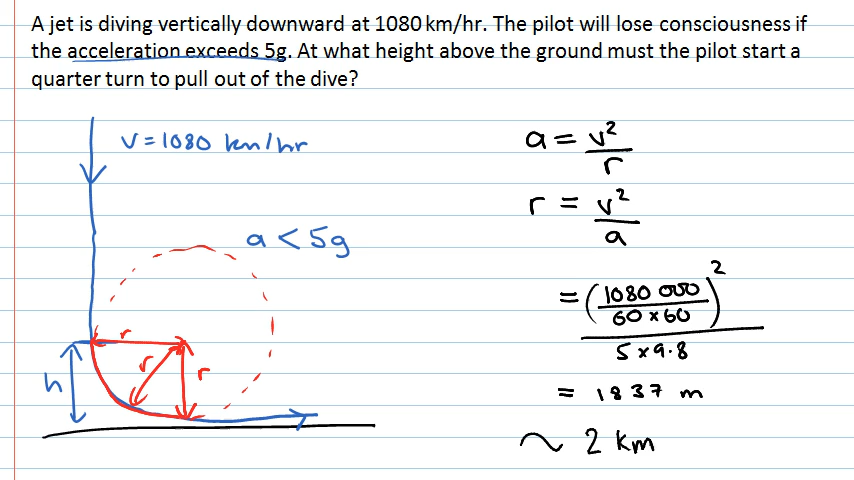 A jet is diving vertically downward at 1080 km/hr. The pilot will lose consciousness if
the acceleration exceeds 5g. At what height above the ground must the pilot start a
quarter turn to pull out of the dive?
v = 1080 km/hr
a < 5g
r
r
r
h
a = v²/r
r = v²/a
= (1080 000 / 60 × 60)²
5 × 9.8
= 1837 m
~ 2 km